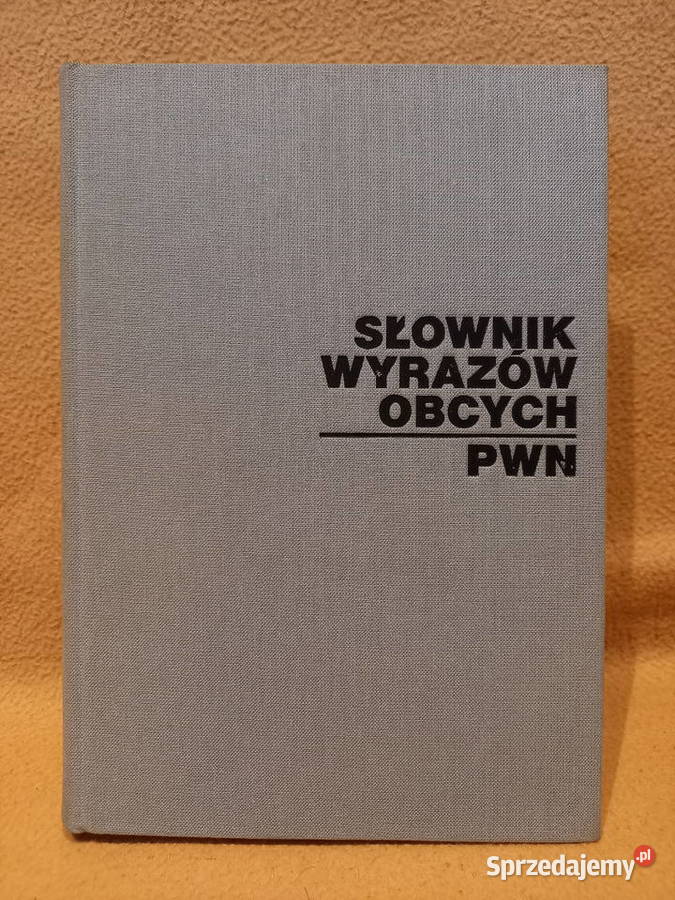 SŁOWNIK
WYRAZÓW
OBCYCH
PWN
Sprzedajemy.pl